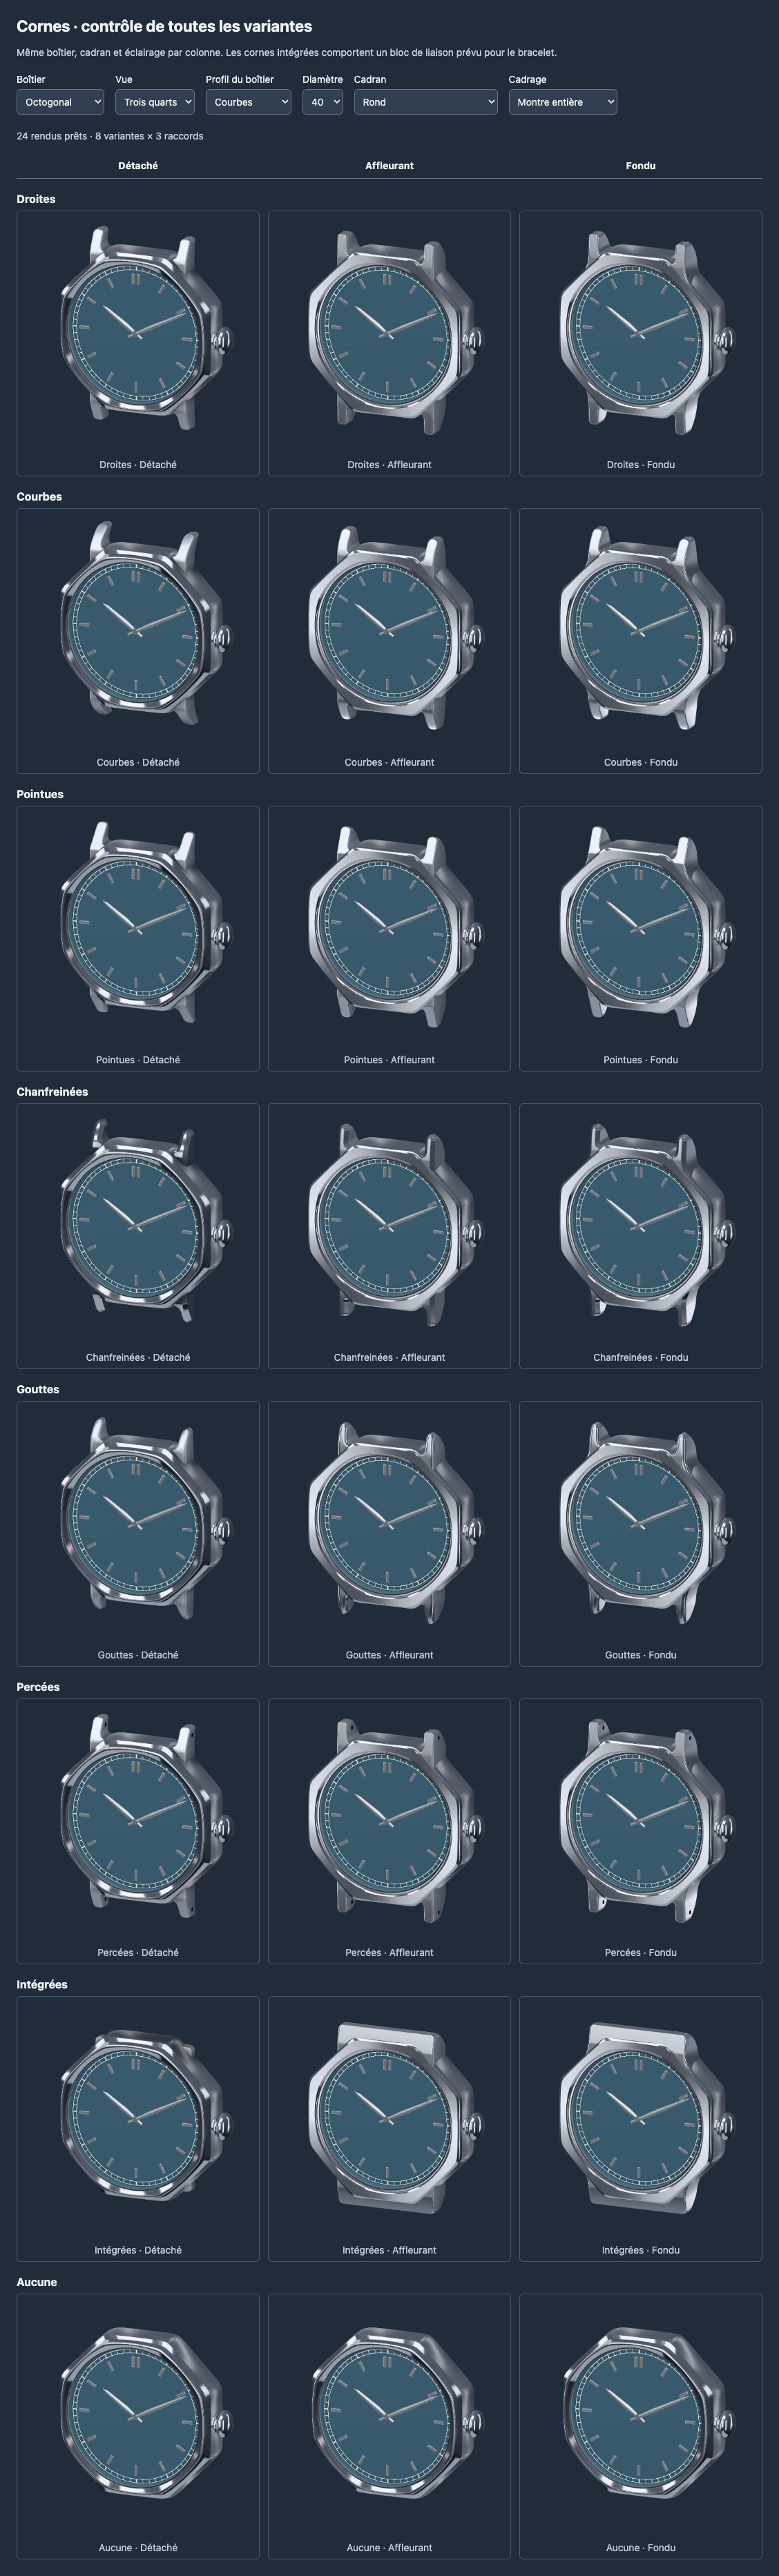 Cornes · contrôle de toutes les variantes
Même boîtier, cadran et éclairage par colonne. Les cornes Intégrées comportent un bloc de liaison prévu pour le bracelet.
Boîtier Vue Profil du boîtier Diamètre Cadran Cadrage
Octogonal Trois quarts Courbes 40 Rond Montre entière
24 rendus prêts · 8 variantes × 3 raccords
Détaché Affleurant Fondu
Droites
Droites · Détaché Droites · Affleurant Droites · Fondu
Courbes
Courbes · Détaché Courbes · Affleurant Courbes · Fondu
Pointues
Pointues · Détaché Pointues · Affleurant Pointues · Fondu
Chanfreinées
Chanfreinées · Détaché Chanfreinées · Affleurant Chanfreinées · Fondu
Gouttes
Gouttes · Détaché Gouttes · Affleurant Gouttes · Fondu
Percées
Percées · Détaché Percées · Affleurant Percées · Fondu
Intégrées
Intégrées · Détaché Intégrées · Affleurant Intégrées · Fondu
Aucune
Aucune · Détaché Aucune · Affleurant Aucune · Fondu